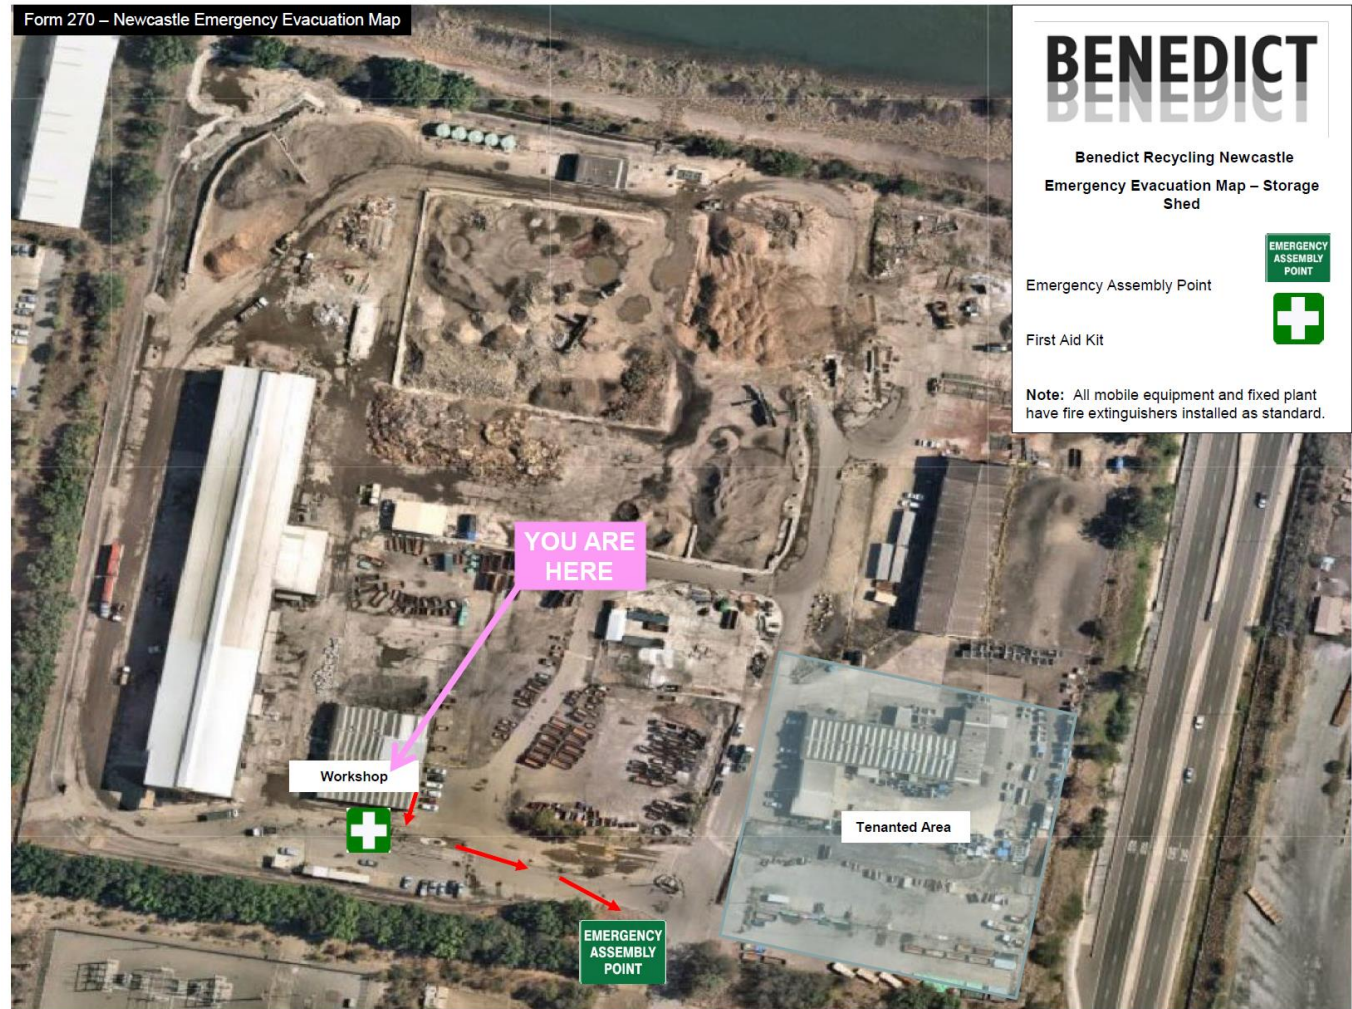 Form 270 – Newcastle Emergency Evacuation Map
BENEDICT
Benedict Recycling Newcastle
Emergency Evacuation Map – Storage
Shed
EMERGENCY
ASSEMBLY
POINT
Emergency Assembly Point
First Aid Kit
Note: All mobile equipment and fixed plant
have fire extinguishers installed as standard.
YOU ARE
HERE
Workshop
Tenanted Area
EMERGENCY
ASSEMBLY
POINT